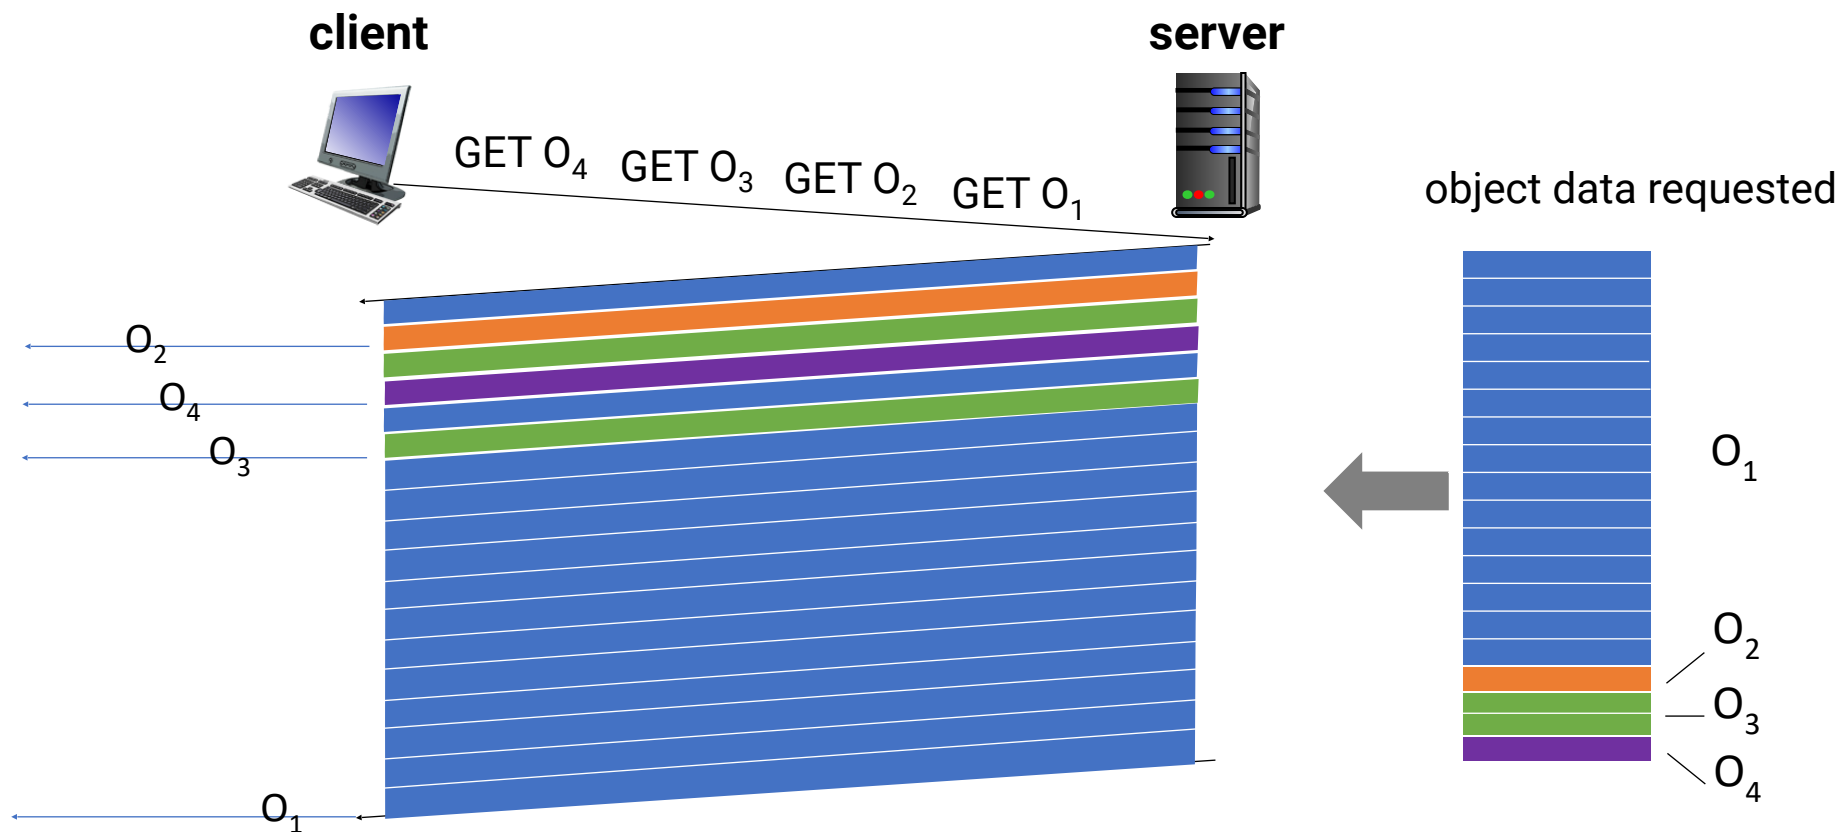 client
server
GET O4
GET O3
GET O2
GET O1
object data requested
O2
O4
O3
O1
O1
O2
O3
O4